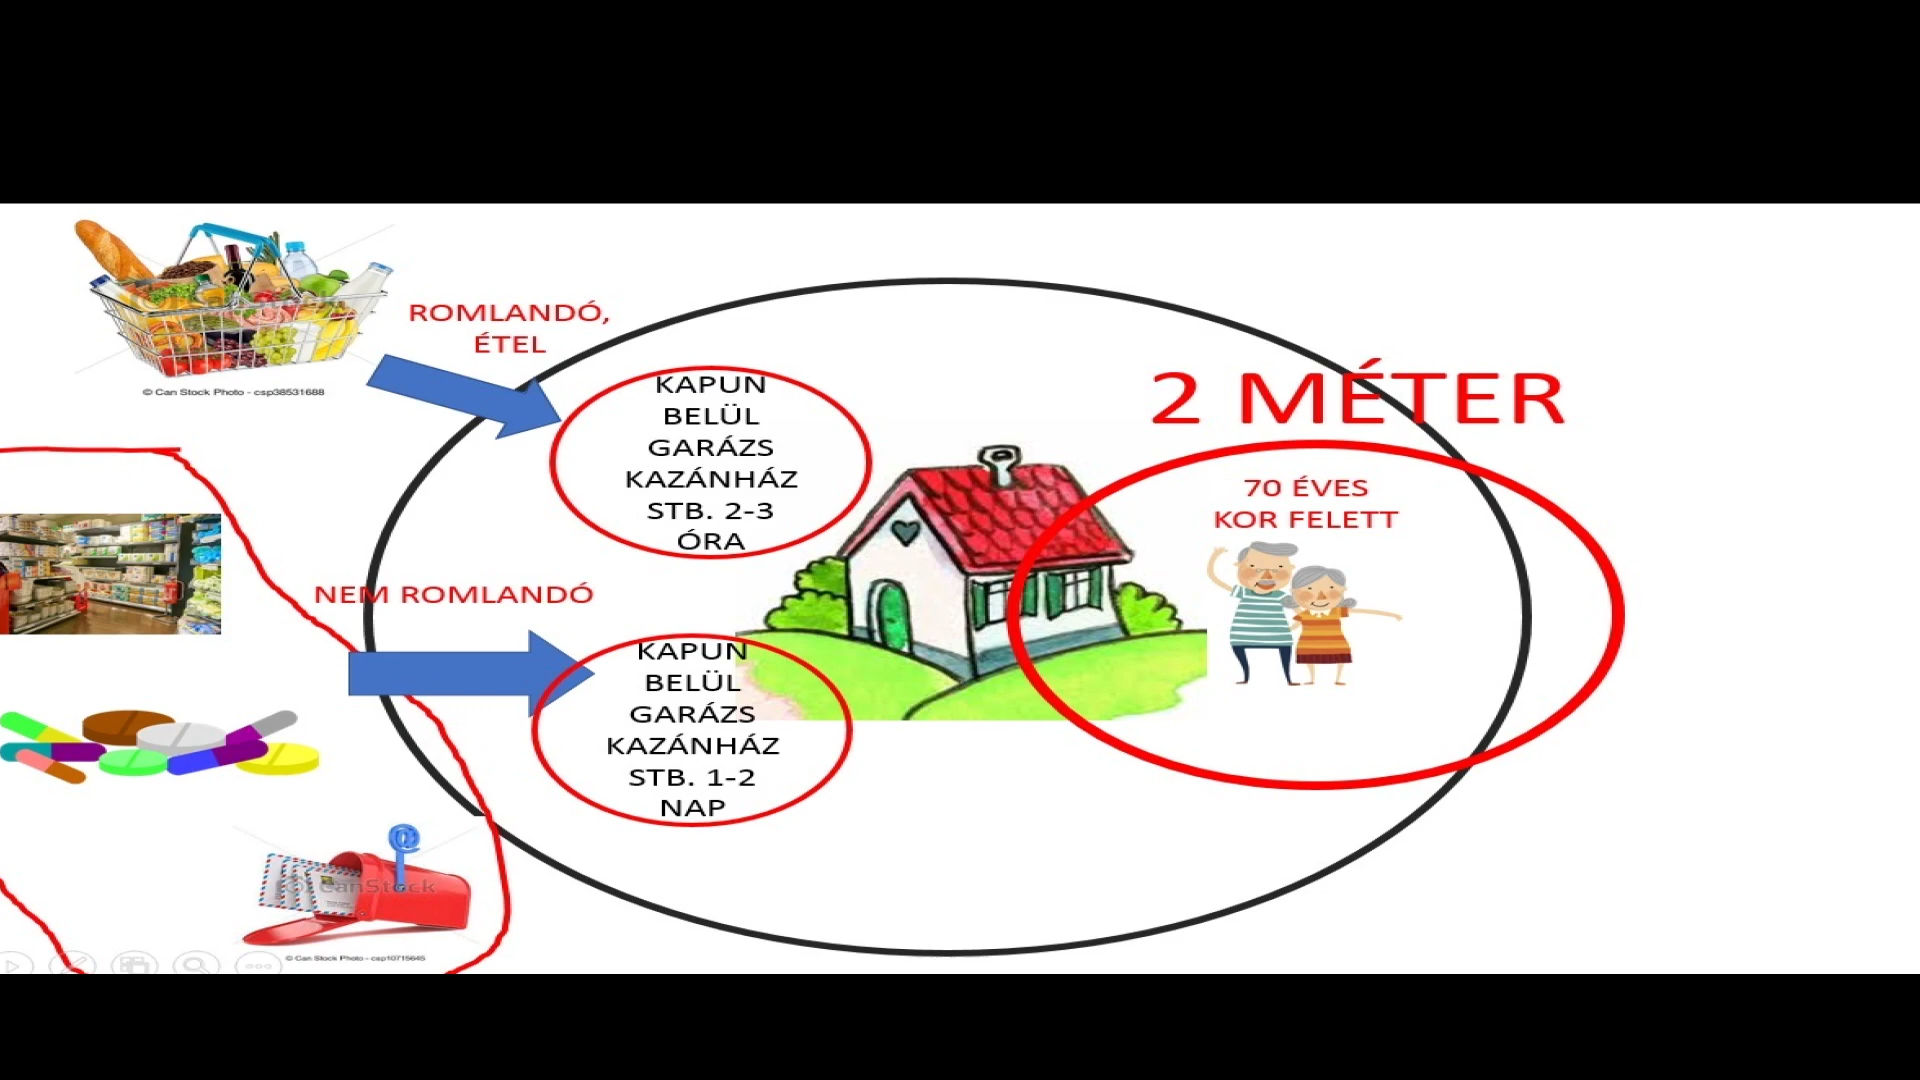 ROMLANDÓ,
ÉTEL
© Can Stock Photo - csp38531688
KAPUN
BELÜL
GARÁZS
KAZÁNHÁZ
STB. 2-3
ÓRA
2 MÉTER
70 ÉVES
KOR FELETT
NEM ROMLANDÓ
KAPUN
BELÜL
GARÁZS
KAZÁNHÁZ
STB. 1-2
NAP
CanStock
© Can Stock Photo - csp10715645